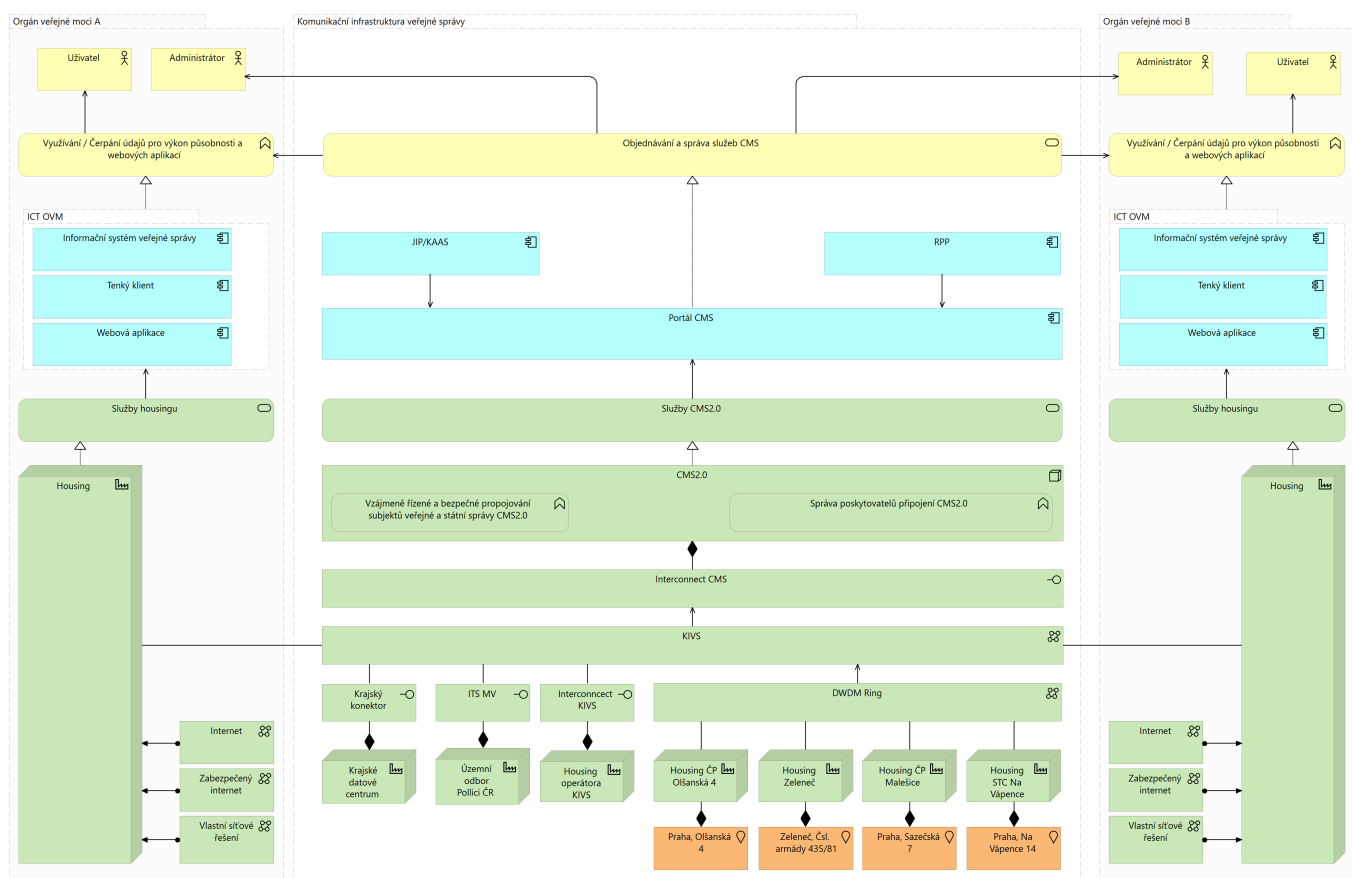 Orgán veřejné moci A
Komunikační infrastruktura veřejné správy
Orgán veřejné moci B
Uživatel
Administrátor
Administrátor
Uživatel
Využívání / Čerpání údajů pro výkon působnosti a
webových aplikací
Objednávání a správa služeb CMS
Využívání / Čerpání údajů pro výkon působnosti
a webových aplikací
ICT OVM
Informační systém veřejné správy
Tenký klient
Webová aplikace
JIP/KAAS
RPP
Portál CMS
ICT OVM
Informační systém veřejné správy
Tenký klient
Webová aplikace
Služby housingu
Služby CMS2.0
Služby housingu
Housing
CMS2.0
Vzájmeně řízené a bezpečné propojování
subjektů veřejné a státní správy CMS2.0
Správa poskytovatelů připojení CMS2.0
Housing
Interconnect CMS
KIVS
Krajský
konektor
ITS MV
Interconncect
KIVS
DWDM Ring
Internet
Zabezpečený
internet
Vlastní síťové
řešení
Krajské
datové
centrum
Územní
odbor
Pollici ČR
Housing
operátora
KIVS
Housing ČP
Olšanská 4
Housing
Zeleneč
Housing ČP
Malešice
Housing
STC Na
Vápence
Internet
Zabezpečený
internet
Vlastní síťové
řešení
Praha, Olšanská
4
Zeleneč, Čsl.
armády 435/81
Praha, Sazečská
7
Praha, Na
Vápence 14